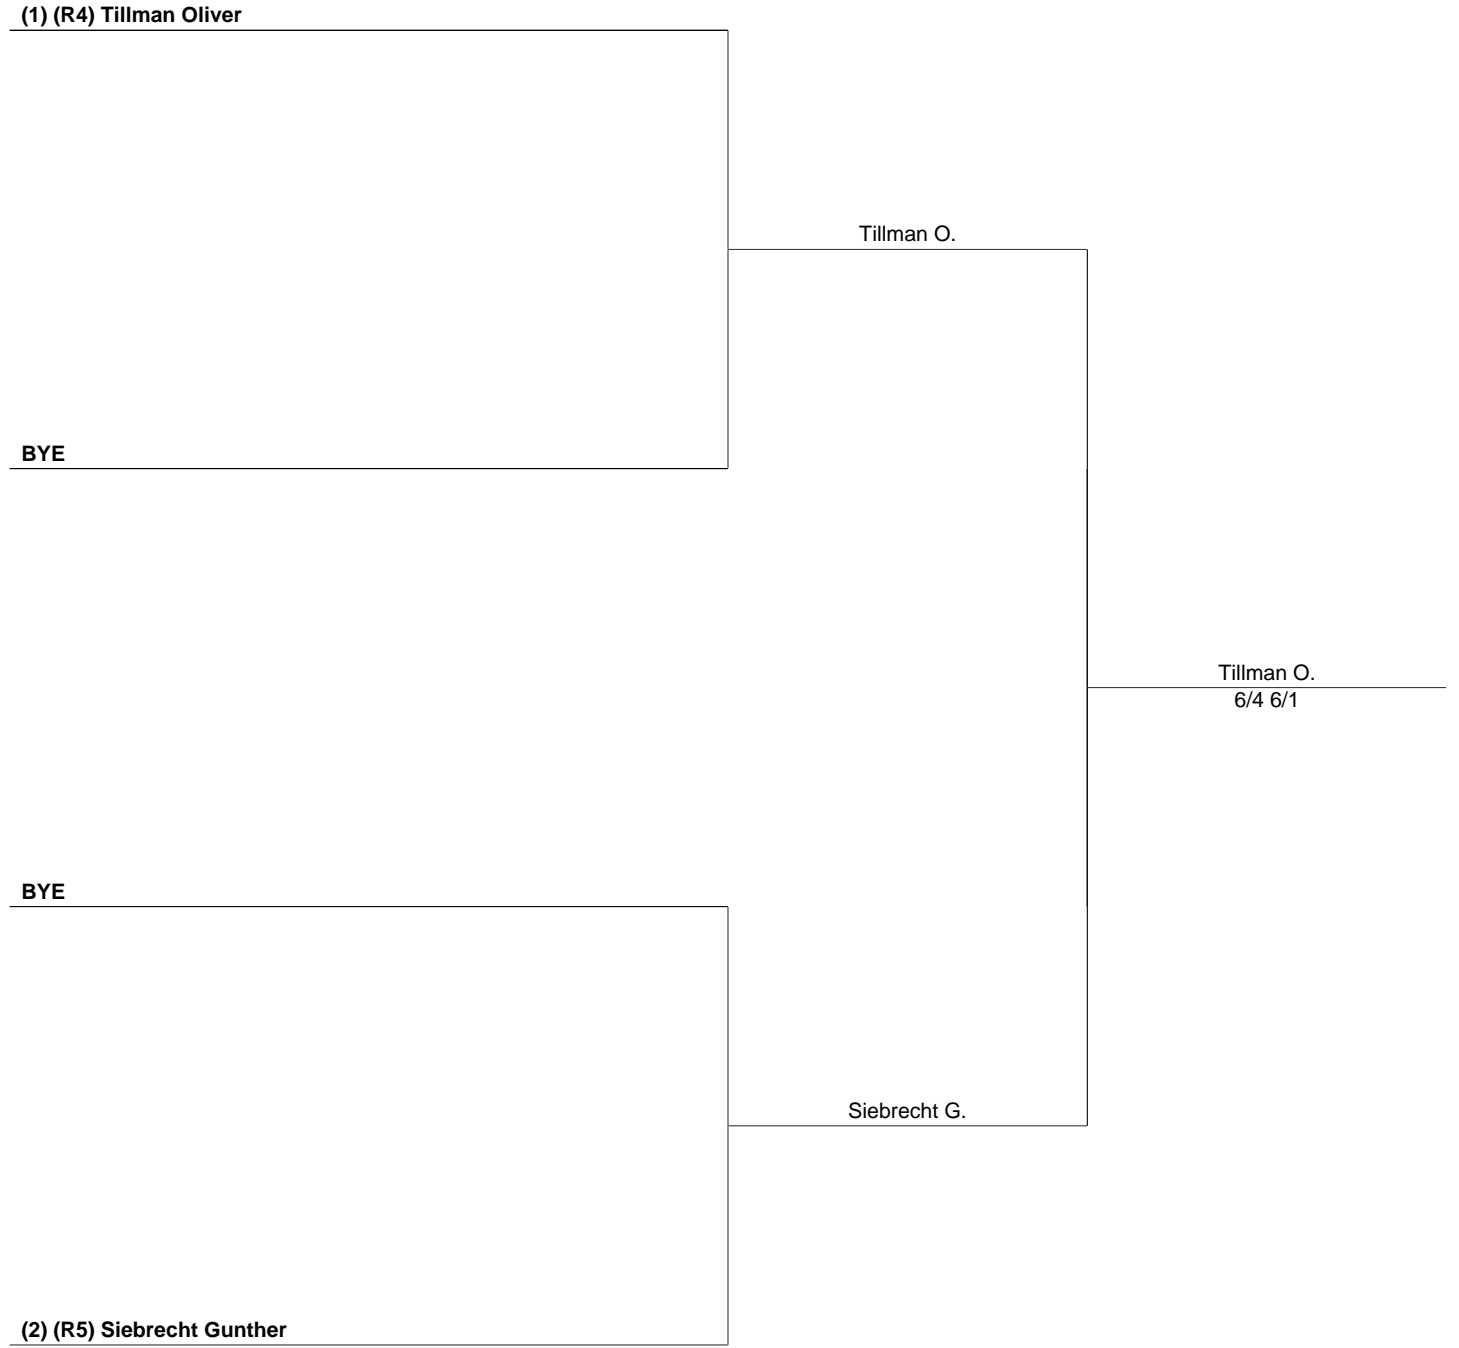 (1) (R4) Tillman Oliver
Tillman O.
BYE
Tillman O.
6/4 6/1
BYE
Siebrecht G.
(2) (R5) Siebrecht Gunther